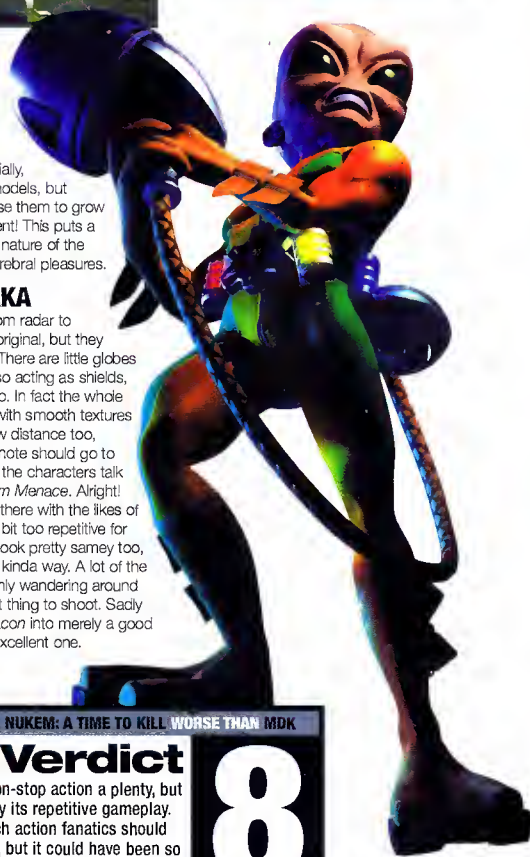 ially,
models, but
se them to grow
ent! This puts a
nature of the
rebral pleasures.
AKA
om radar to
original, but they
There are little globes
so acting as shields,
o. In fact the whole
with smooth textures
w distance too,
note should go to
the characters talk
m Menace. Alright!
there with the likes of
bit too repetitive for
ook pretty samey too,
kinda way. A lot of the
nly wandering around
t thing to shoot. Sadly
con into merely a good
xcellent one.
NUKEM: A TIME TO KILL WORSE THAN MDK
Verdict
on-stop action a plenty, but
y its repetitive gameplay.
ch action fanatics should
, but it could have been so
8